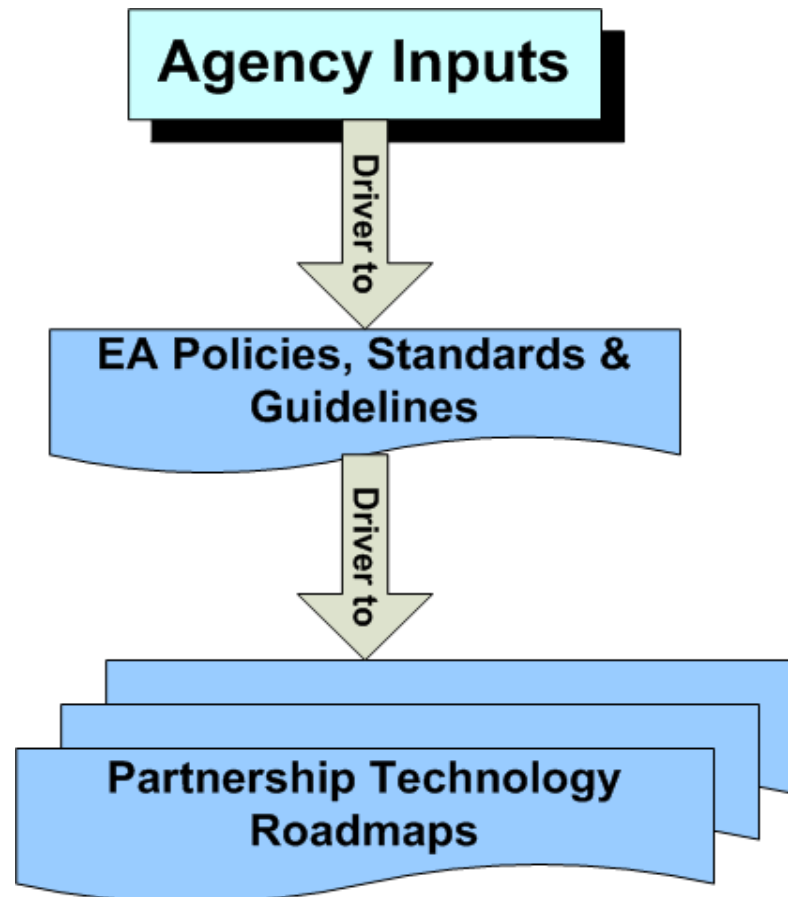 Agency Inputs
Driver to
EA Policies, Standards &
Guidelines
Driver to
Partnership Technology
Roadmaps